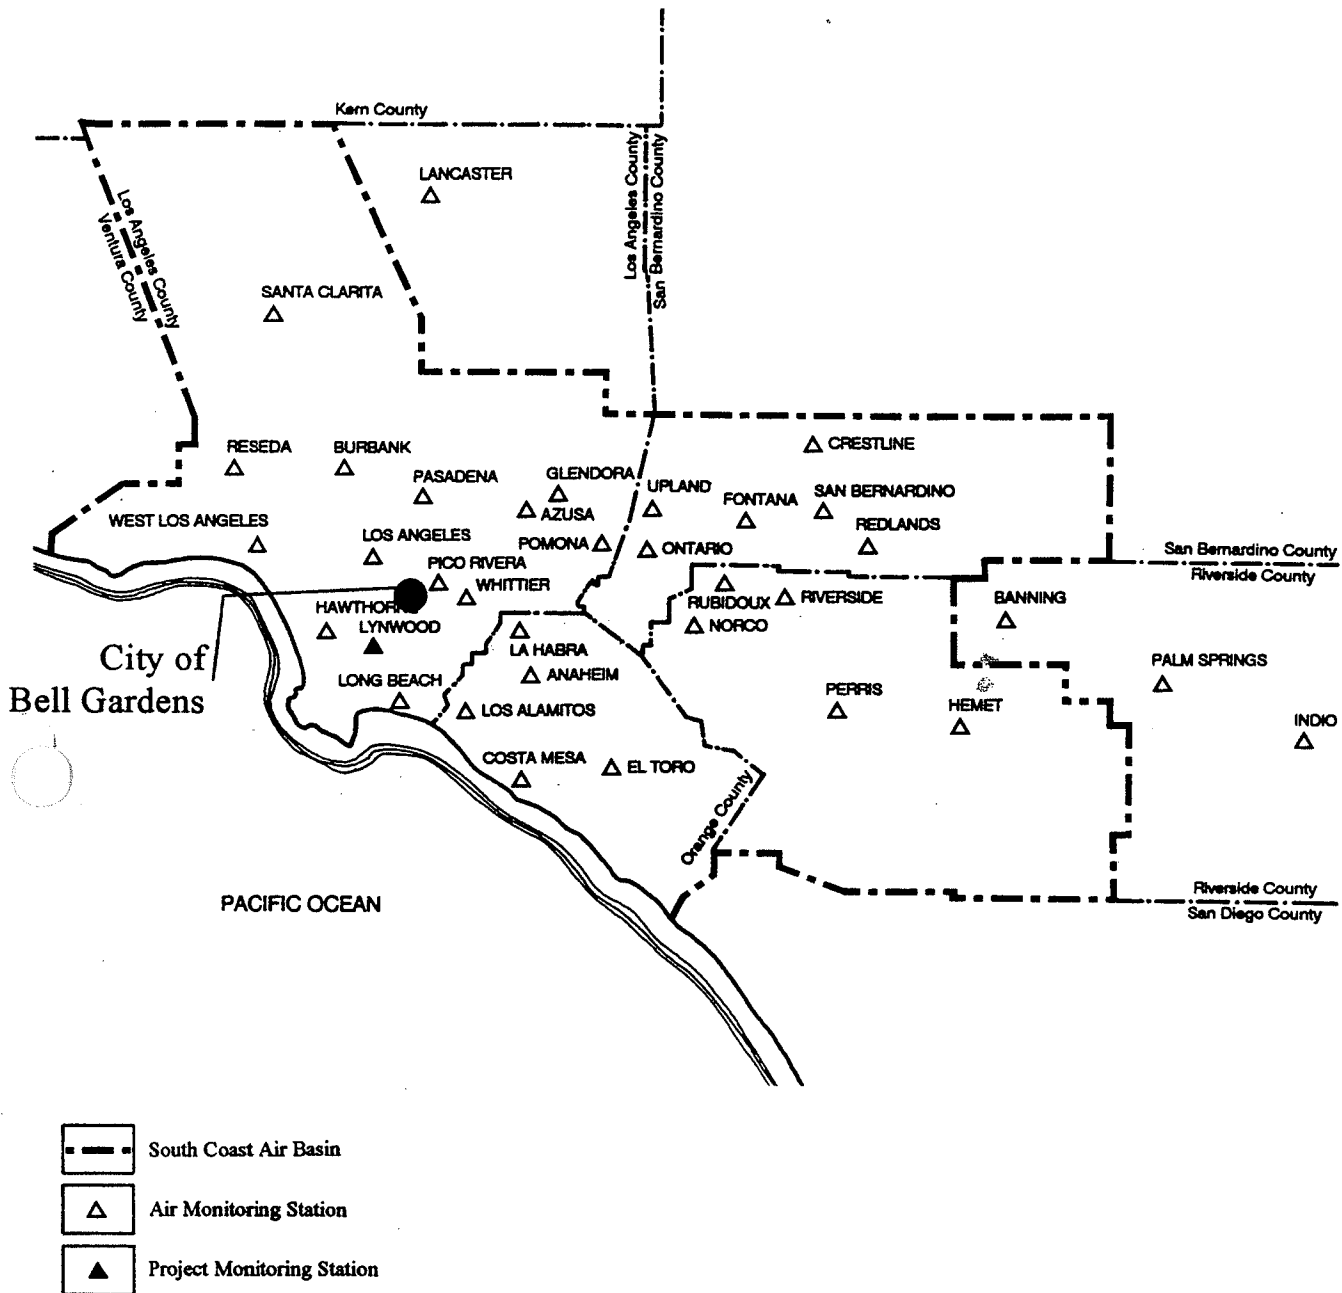 Kern County
Los Angeles County
San Bernardino County
LANCASTER
Los Angeles County
Ventura County
SANTA CLARITA
RESEDA
BURBANK
PASADENA
GLENDORA
UPLAND
CRESTLINE
FONTANA
SAN BERNARDINO
WEST LOS ANGELES
LOS ANGELES
AZUSA
REDLANDS
POMONA
ONTARIO
San Bernardino County
Riverside County
PICO RIVERA
WHITTIER
RUBIDOUX
RIVERSIDE
BANNING
HAWTHORNE
LYNWOOD
NORCO
City of
Bell Gardens
LA HABRA
ANAHEIM
PALM SPRINGS
LONG BEACH
LOS ALAMITOS
PERRIS
HEMET
INDIO
COSTA MESA
EL TORO
Orange County
PACIFIC OCEAN
Riverside County
San Diego County
South Coast Air Basin
Air Monitoring Station
Project Monitoring Station